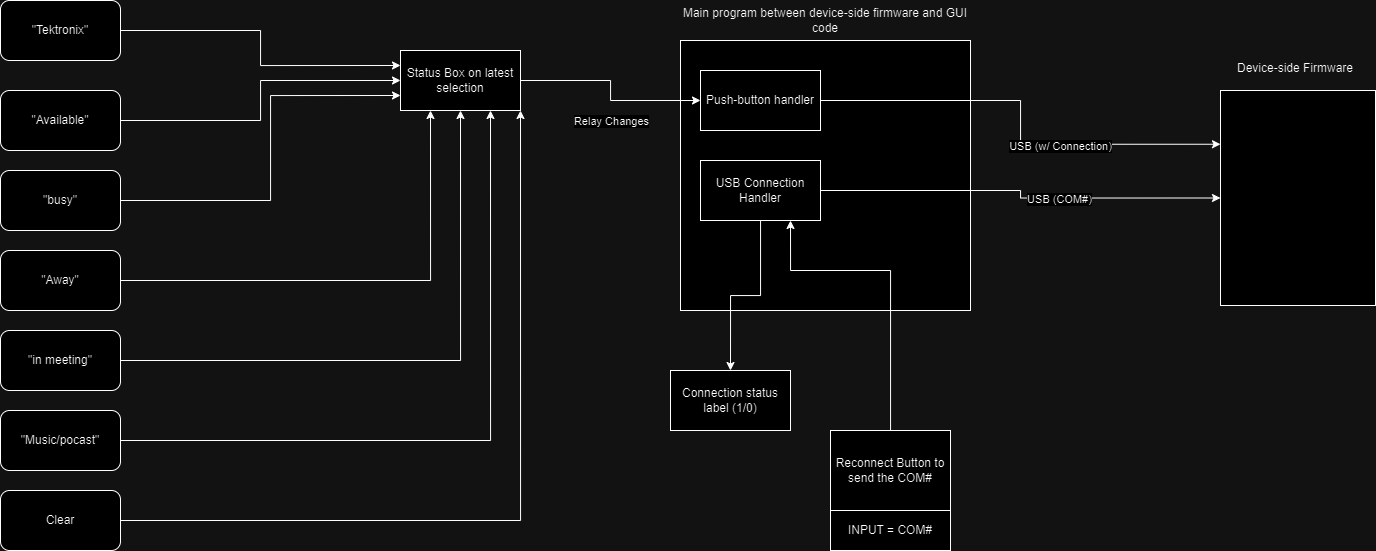 Main program between device-side firmware and GUI
code
"Tektronix"
Status Box on latest
selection
Device-side Firmware
Push-button handler
"Available"
Relay Changes
USB (w/ Connection)
"busy"
USB Connection
Handler
USB (COM#)
"Away"
"in meeting"
Connection status
label (1/0)
"Music/pocast"
Reconnect Button to
send the COM#
Clear
INPUT = COM#